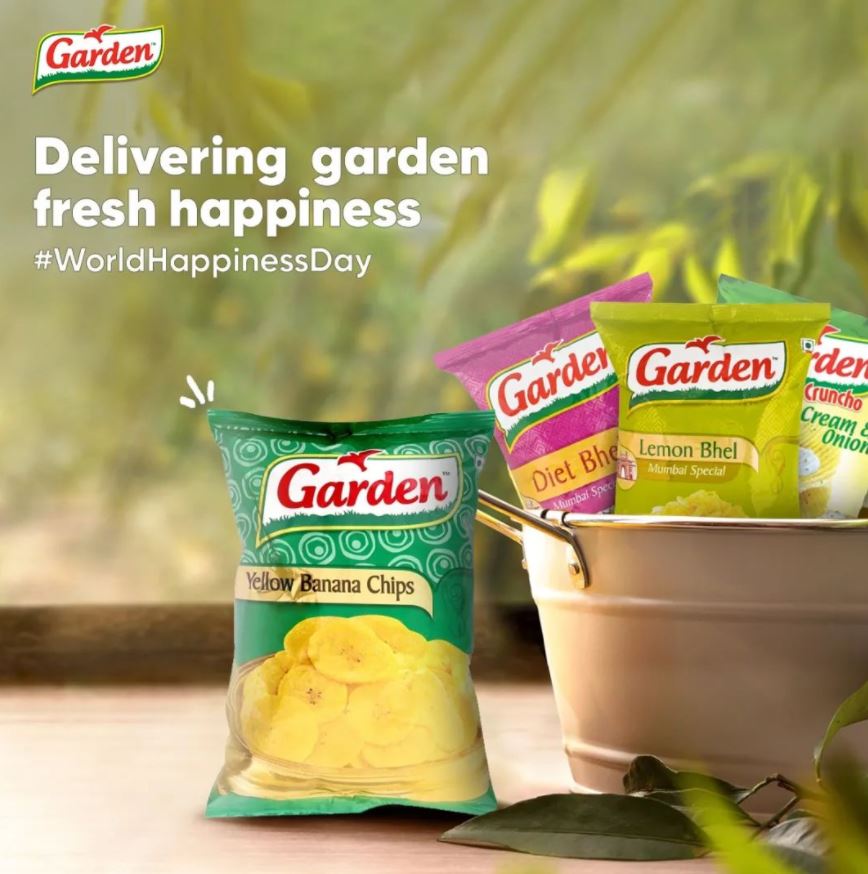 Garden
Delivering garden
fresh happiness
#WorldHappinessDay
Garden
Diet
Mumbai
Garden
Lemon Bhel
Mumbai Special
Cruncho
Cream &
Onion
Garden
Yellow Banana Chips